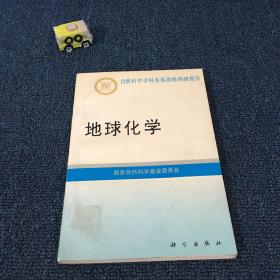 自然科学学科发展战略调研报告
地球化学
国家自然科学基金委员会
科学出版社